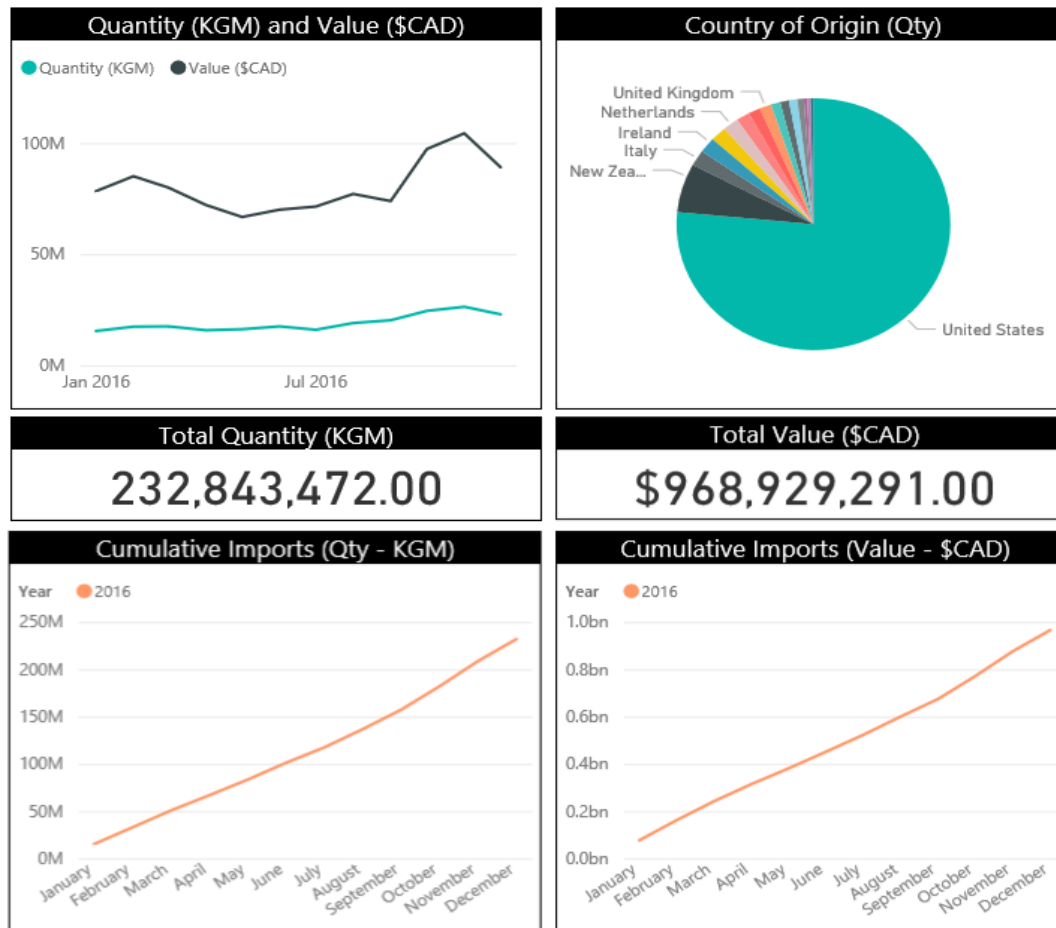 Quantity (KGM) and Value ($CAD)
Quantity (KGM) Value ($CAD)
100M
50M
0M
Jan 2016 Jul 2016
Country of Origin (Qty)
United Kingdom
Netherlands
Ireland
Italy
New Zea...
United States
Total Quantity (KGM)
232,843,472.00
Total Value ($CAD)
$968,929,291.00
Cumulative Imports (Qty - KGM)
Year 2016
250M
200M
150M
100M
50M
0M
January February March April May June July August September October November December
Cumulative Imports (Value - $CAD)
Year 2016
1.0bn
0.8bn
0.6bn
0.4bn
0.2bn
0.0bn
January February March April May June July August September October November December